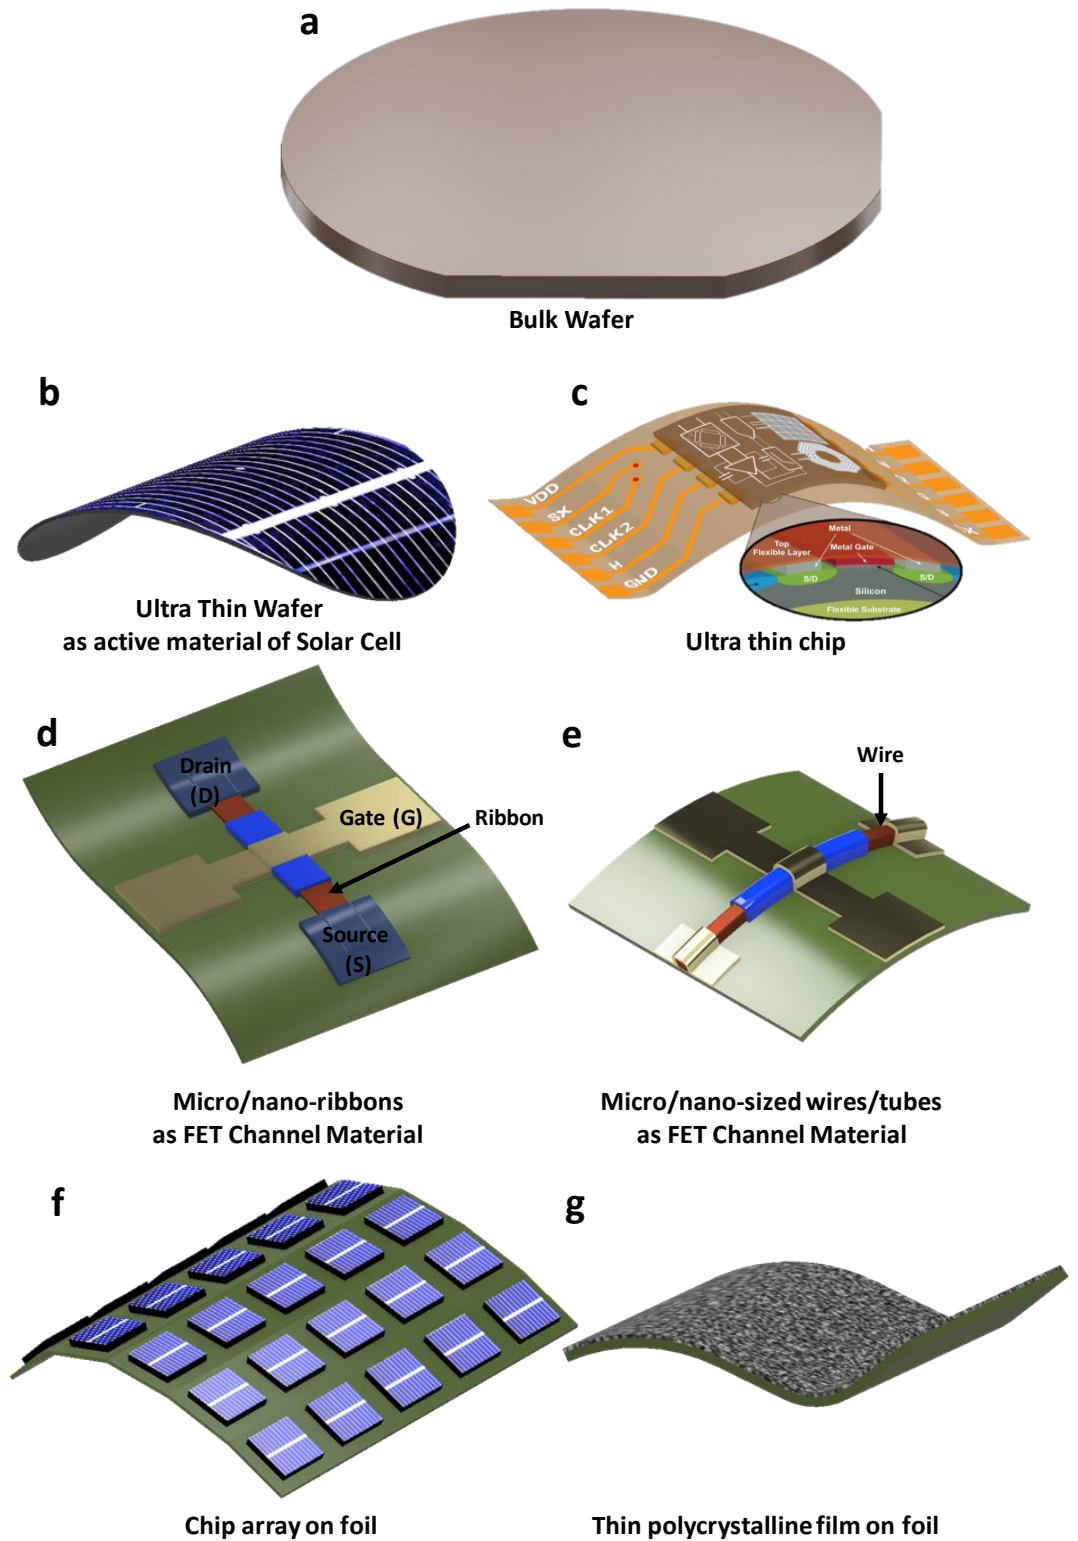 a
Bulk Wafer
b
c
VDD
SX
CLK1
CLK2
H
GND
X
Metal
Top
Flexible Layer
Metal Gate
S/D
S/D
Silicon
Flexible Substrate
Ultra Thin Wafer
as active material of Solar Cell
Ultra thin chip
d
e
Drain
(D)
Gate (G)
Ribbon
Source
(S)
Wire
Micro/nano-ribbons
as FET Channel Material
Micro/nano-sized wires/tubes
as FET Channel Material
f
g
Chip array on foil
Thin polycrystalline film on foil